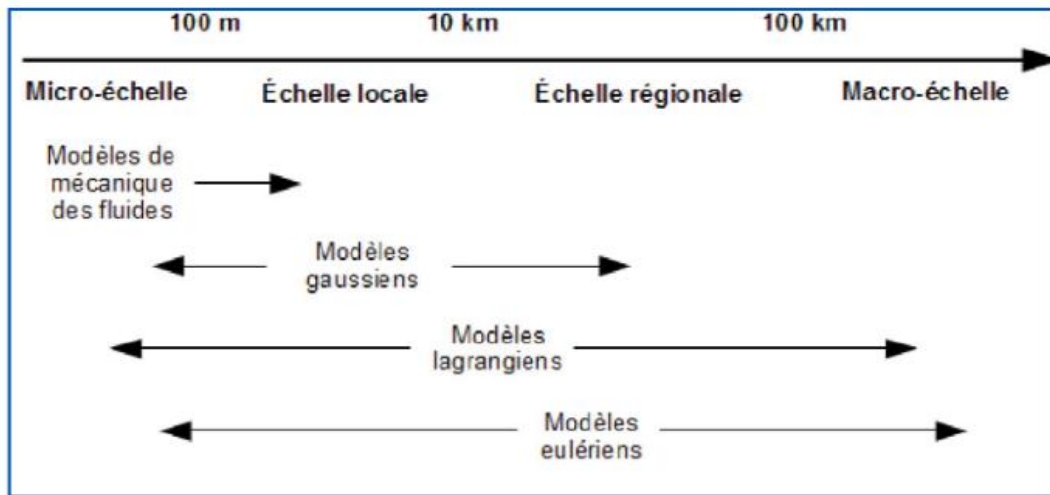 100 m 10 km 100 km
Micro-échelle Échelle locale Échelle régionale Macro-échelle
Modèles de
mécanique
des fluides
Modèles
gaussiens
Modèles
lagrangiens
Modèles
eulériens